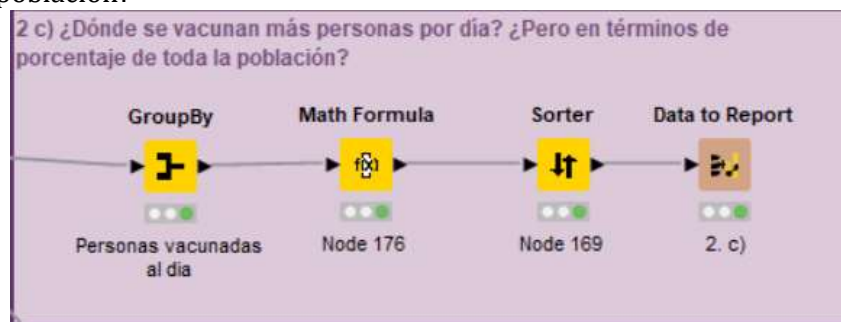 población?
2 c) ¿Dónde se vacunan más personas por día? ¿Pero en términos de
porcentaje de toda la población?
GroupBy Math Formula Sorter Data to Report
Personas vacunadas Node 176 Node 169 2. c)
al dia